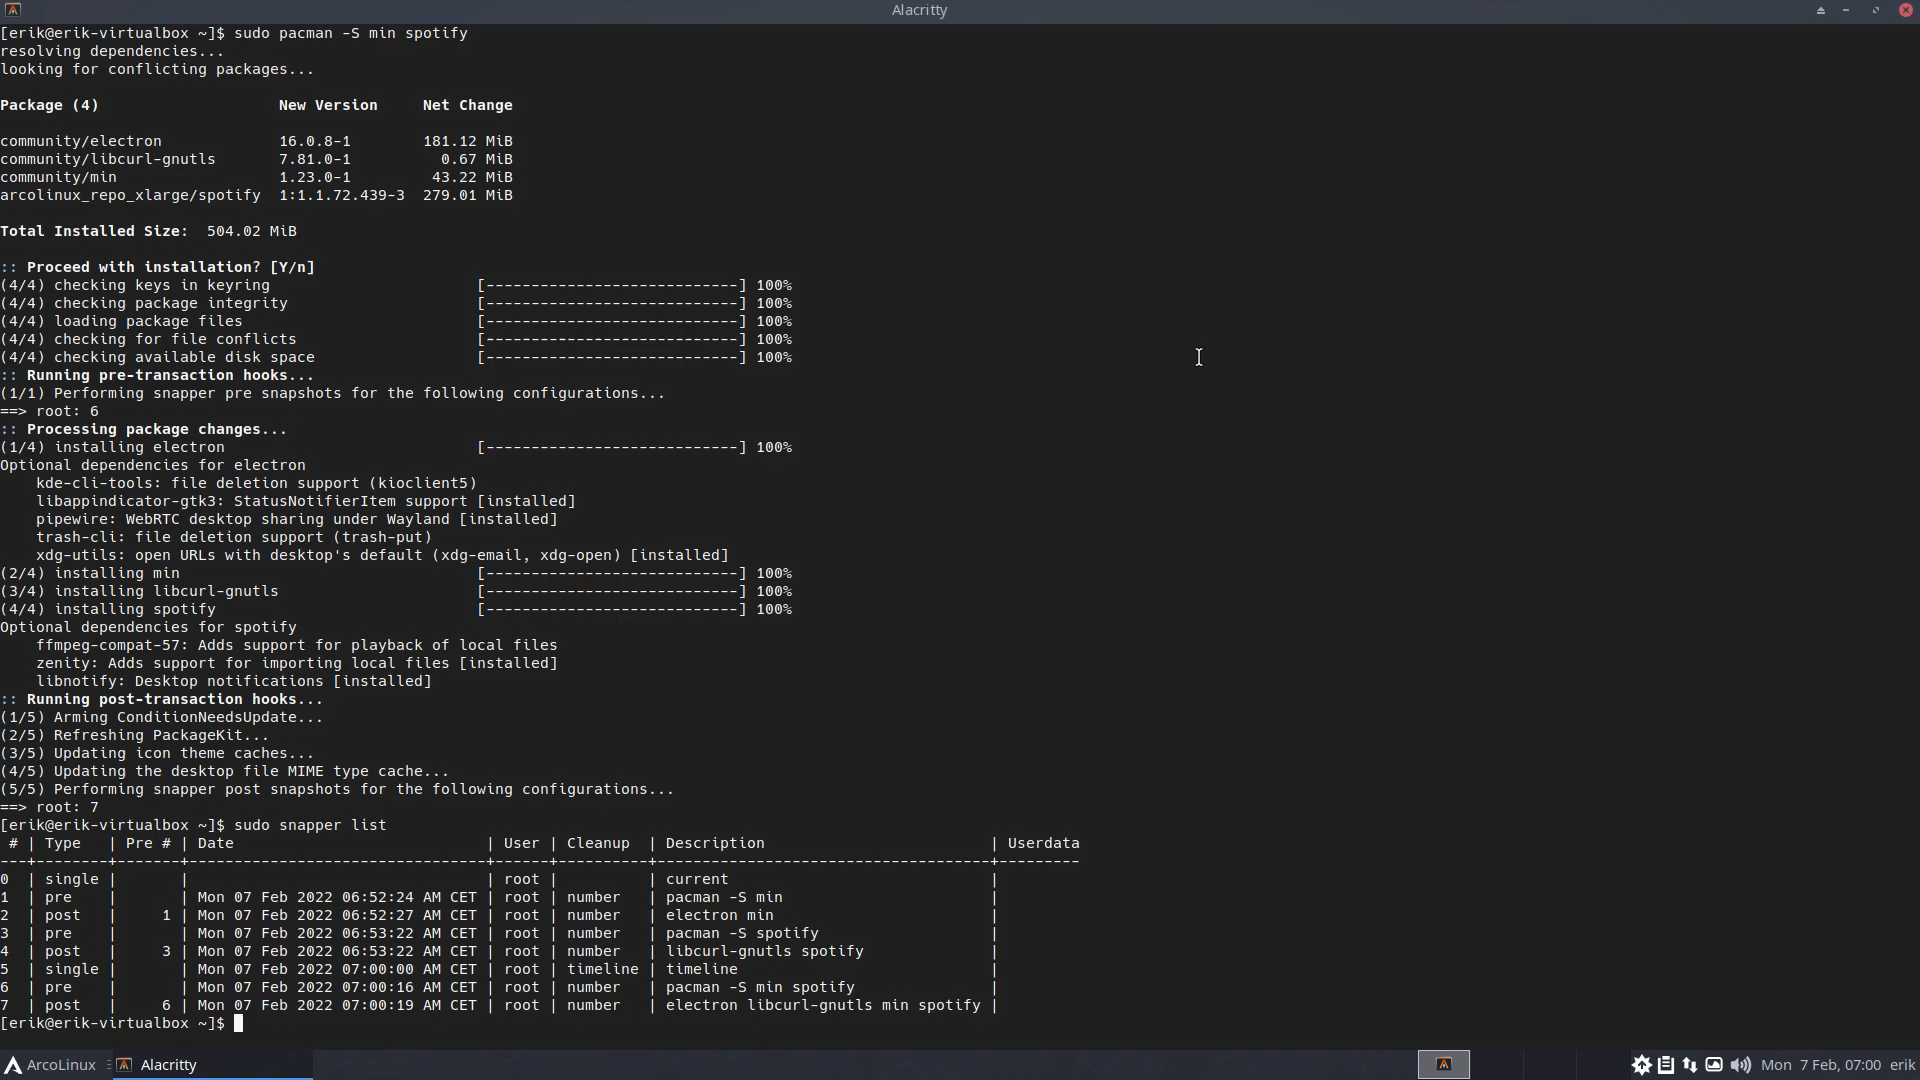 Alacritty
[erik@erik-virtualbox ~]$ sudo pacman -S min spotify
resolving dependencies...
looking for conflicting packages...
Package (4)                    New Version     Net Change
community/electron             16.0.8-1        181.12 MiB
community/libcurl-gnutls       7.81.0-1          0.67 MiB
community/min                  1.23.0-1         43.22 MiB
arcolinux_repo_xlarge/spotify  1:1.1.72.439-3  279.01 MiB
Total Installed Size:  504.02 MiB
:: Proceed with installation? [Y/n]
(4/4) checking keys in keyring                       [----------------------------] 100%
(4/4) checking package integrity                     [----------------------------] 100%
(4/4) loading package files                          [----------------------------] 100%
(4/4) checking for file conflicts                    [----------------------------] 100%
(4/4) checking available disk space                  [----------------------------] 100%
:: Running pre-transaction hooks...
(1/1) Performing snapper pre snapshots for the following configurations...
==> root: 6
:: Processing package changes...
(1/4) installing electron                            [----------------------------] 100%
Optional dependencies for electron
    kde-cli-tools: file deletion support (kioclient5)
    libappindicator-gtk3: StatusNotifierItem support [installed]
    pipewire: WebRTC desktop sharing under Wayland [installed]
    trash-cli: file deletion support (trash-put)
    xdg-utils: open URLs with desktop's default (xdg-email, xdg-open) [installed]
(2/4) installing min                                 [----------------------------] 100%
(3/4) installing libcurl-gnutls                      [----------------------------] 100%
(4/4) installing spotify                             [----------------------------] 100%
Optional dependencies for spotify
    ffmpeg-compat-57: Adds support for playback of local files
    zenity: Adds support for importing local files [installed]
    libnotify: Desktop notifications [installed]
:: Running post-transaction hooks...
(1/5) Arming ConditionNeedsUpdate...
(2/5) Refreshing PackageKit...
(3/5) Updating icon theme caches...
(4/5) Updating the desktop file MIME type cache...
(5/5) Performing snapper post snapshots for the following configurations...
==> root: 7
[erik@erik-virtualbox ~]$ sudo snapper list
 # | Type   | Pre # | Date                            | User | Cleanup  | Description                        | Userdata
---+--------+-------+---------------------------------+------+----------+------------------------------------+---------
0  | single |       |                                 | root |          | current                            |
1  | pre    |       | Mon 07 Feb 2022 06:52:24 AM CET | root | number   | pacman -S min                      |
2  | post   |     1 | Mon 07 Feb 2022 06:52:27 AM CET | root | number   | electron min                       |
3  | pre    |       | Mon 07 Feb 2022 06:53:22 AM CET | root | number   | pacman -S spotify                  |
4  | post   |     3 | Mon 07 Feb 2022 06:53:22 AM CET | root | number   | libcurl-gnutls spotify             |
5  | single |       | Mon 07 Feb 2022 07:00:00 AM CET | root | timeline | timeline                           |
6  | pre    |       | Mon 07 Feb 2022 07:00:16 AM CET | root | number   | pacman -S min spotify              |
7  | post   |     6 | Mon 07 Feb 2022 07:00:19 AM CET | root | number   | electron libcurl-gnutls min spotify |
[erik@erik-virtualbox ~]$
ArcoLinux Alacritty Mon 7 Feb, 07:00 erik